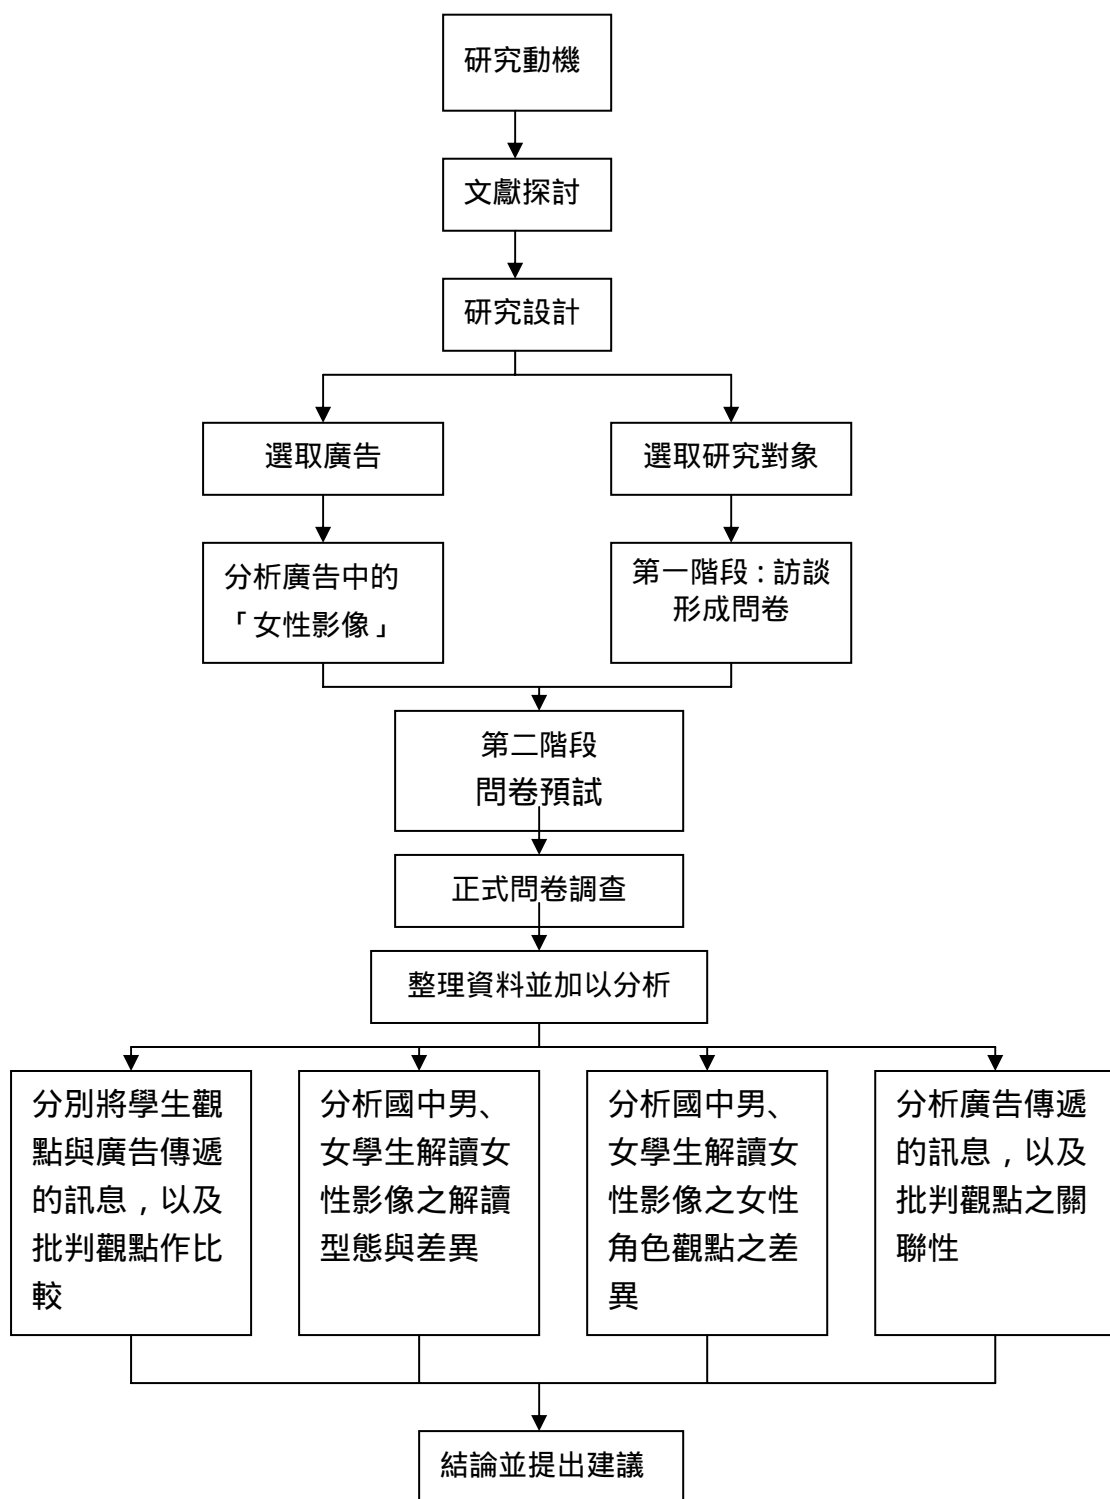 研究動機
文獻探討
研究設計
選取廣告
選取研究對象
分析廣告中的
「女性影像」
第一階段：訪談
形成問卷
第二階段
問卷預試
正式問卷調查
整理資料並加以分析
分別將學生觀
點與廣告傳遞
的訊息，以及
批判觀點作比
較
分析國中男、
女學生解讀女
性影像之解讀
型態與差異
分析國中男、
女學生解讀女
性影像之女性
角色觀點之差
異
分析廣告傳遞
的訊息，以及
批判觀點之關
聯性
結論並提出建議